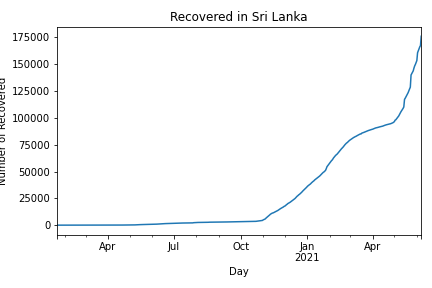 Recovered in Sri Lanka
175000
150000
125000
100000
75000
50000
25000
0
Number of Recovered
Apr
Jul
Oct
Jan
2021
Apr
Day